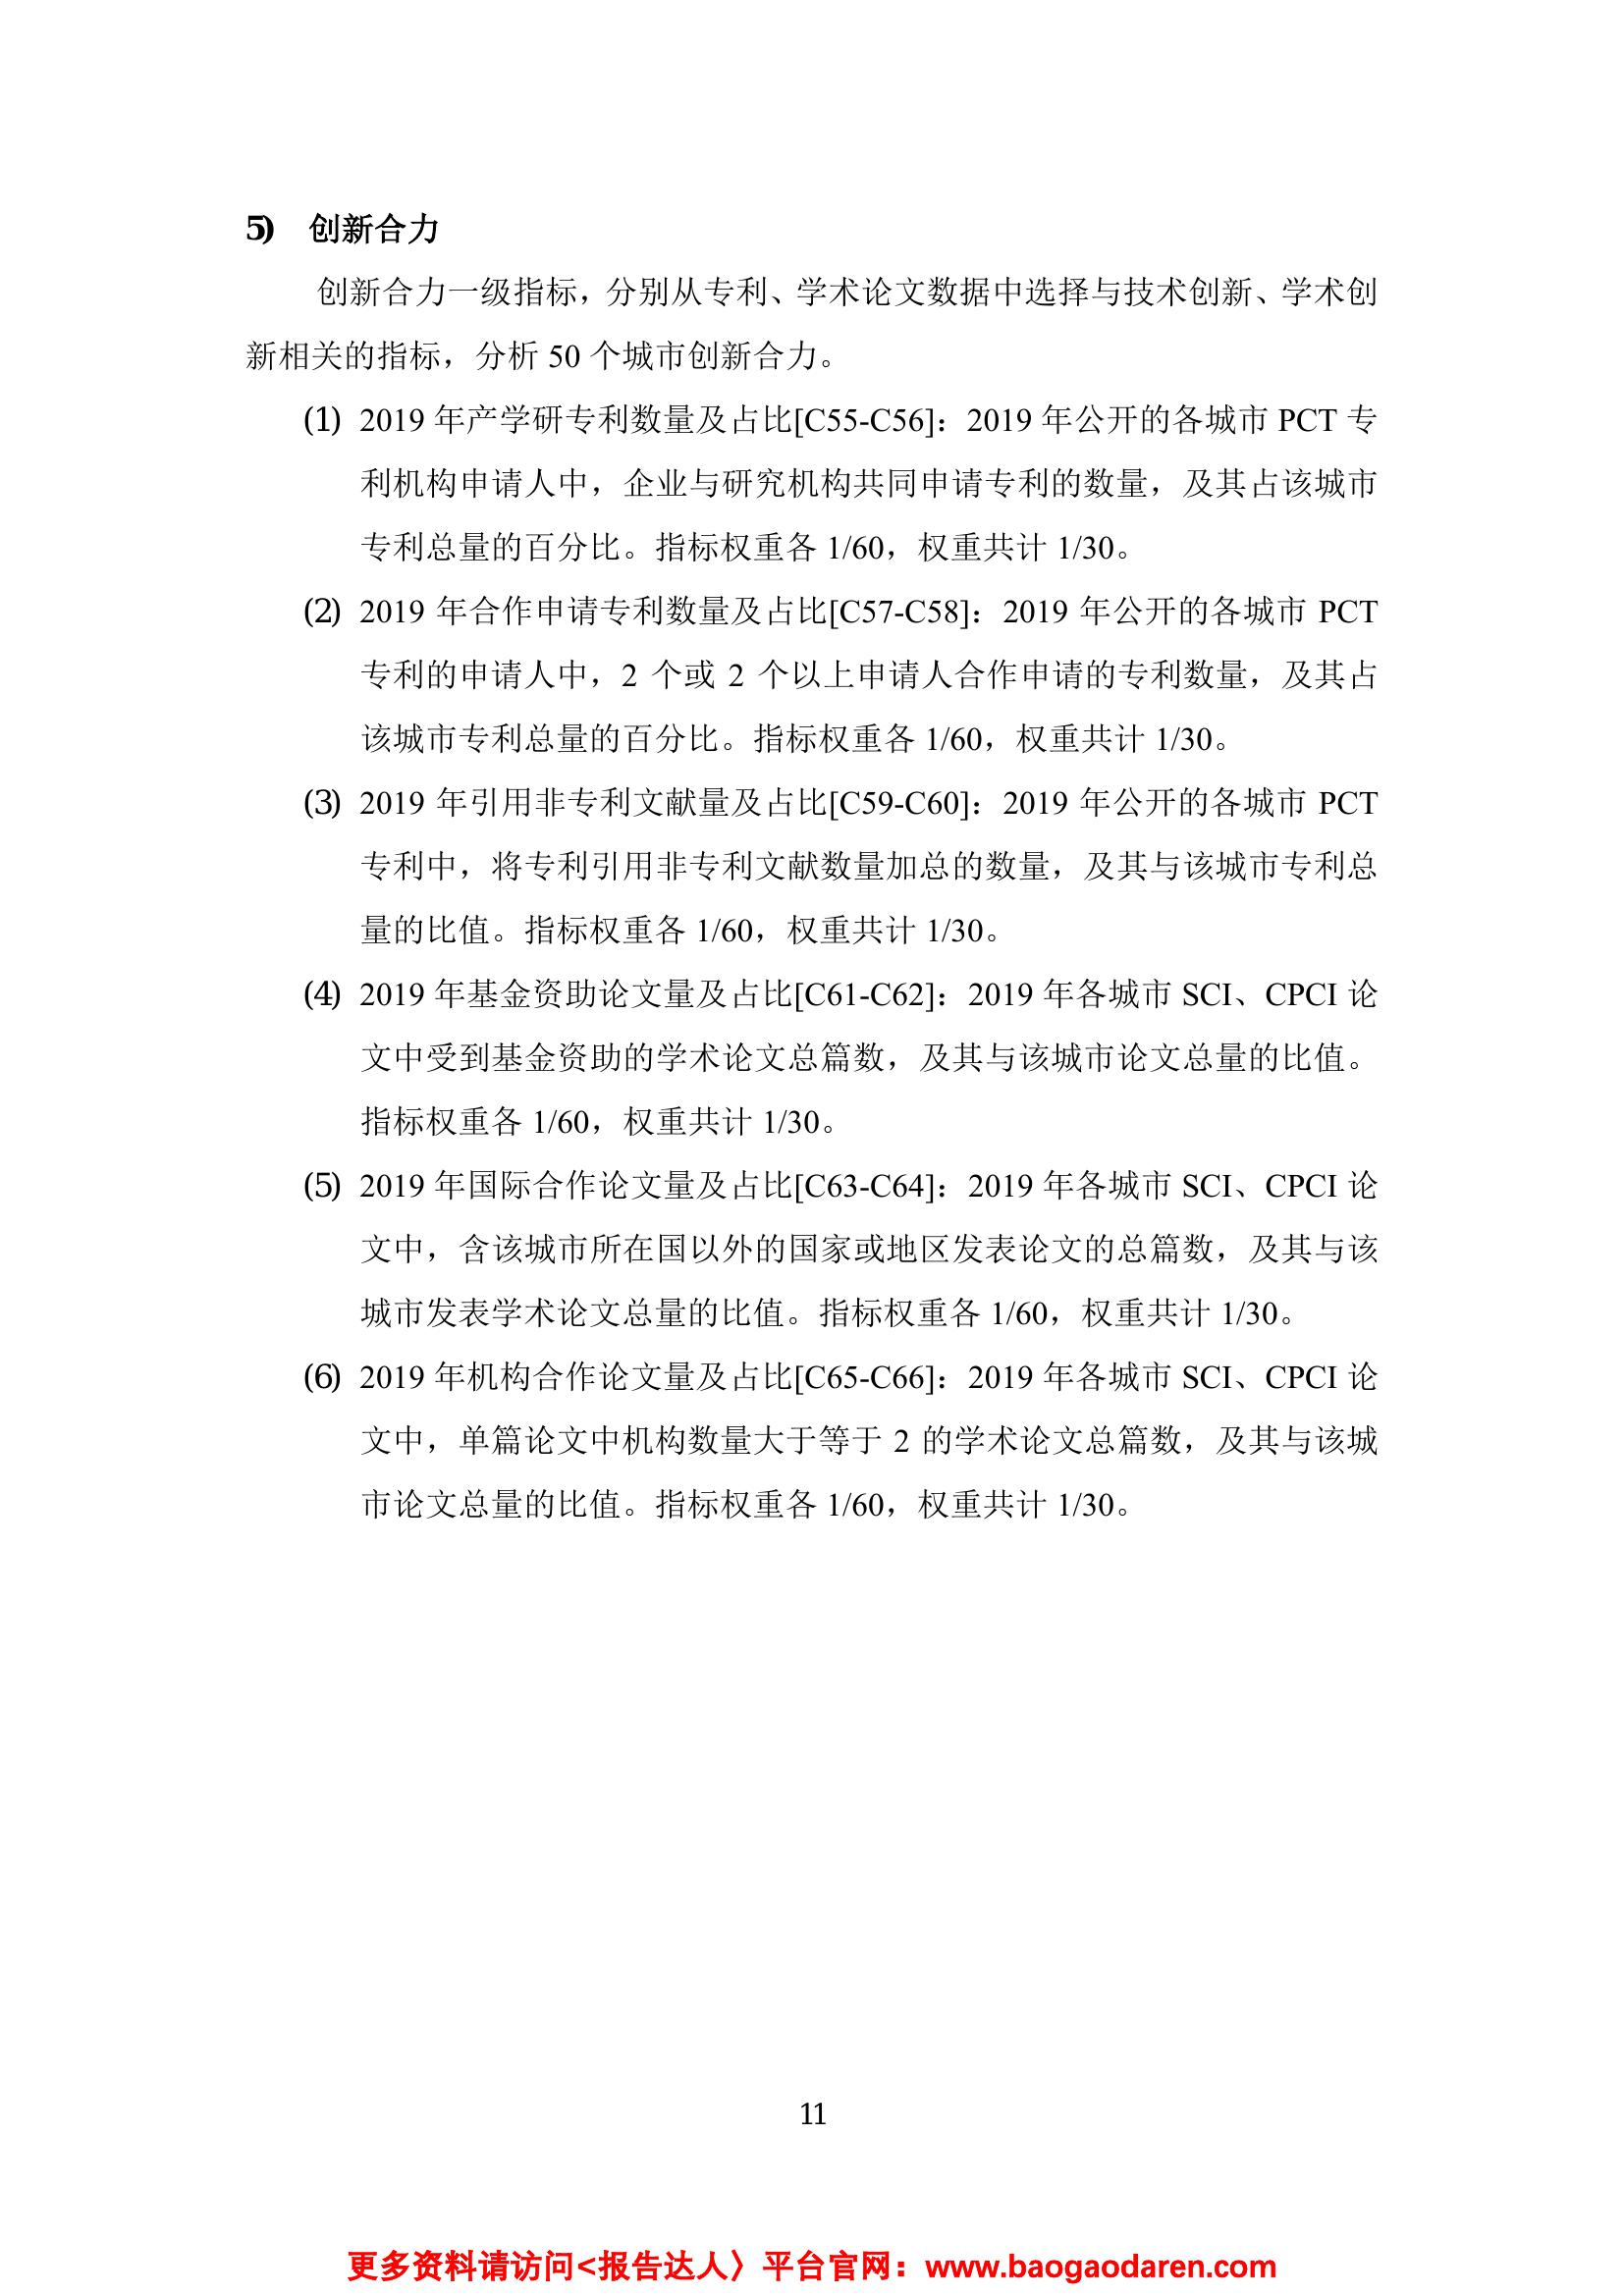 5) 创新合力
创新合力一级指标，分别从专利、学术论文数据中选择与技术创新、学术创
新相关的指标，分析 50 个城市创新合力。
(1) 2019 年产学研专利数量及占比[C55-C56]：2019 年公开的各城市 PCT 专
利机构申请人中，企业与研究机构共同申请专利的数量，及其占该城市
专利总量的百分比。指标权重各 1/60，权重共计 1/30。
(2) 2019 年合作申请专利数量及占比[C57-C58]：2019 年公开的各城市 PCT
专利的申请人中，2 个或 2 个以上申请人合作申请的专利数量，及其占
该城市专利总量的百分比。指标权重各 1/60，权重共计 1/30。
(3) 2019 年引用非专利文献量及占比[C59-C60]：2019 年公开的各城市 PCT
专利中，将专利引用非专利文献数量加总的数量，及其与该城市专利总
量的比值。指标权重各 1/60，权重共计 1/30。
(4) 2019 年基金资助论文量及占比[C61-C62]：2019 年各城市 SCI、CPCI 论
文中受到基金资助的学术论文总篇数，及其与该城市论文总量的比值。
指标权重各 1/60，权重共计 1/30。
(5) 2019 年国际合作论文量及占比[C63-C64]：2019 年各城市 SCI、CPCI 论
文中，含该城市所在国以外的国家或地区发表论文的总篇数，及其与该
城市发表学术论文总量的比值。指标权重各 1/60，权重共计 1/30。
(6) 2019 年机构合作论文量及占比[C65-C66]：2019 年各城市 SCI、CPCI 论
文中，单篇论文中机构数量大于等于 2 的学术论文总篇数，及其与该城
市论文总量的比值。指标权重各 1/60，权重共计 1/30。
11
更多资料请访问<报告达人〉平台官网：www.baogaodaren.com